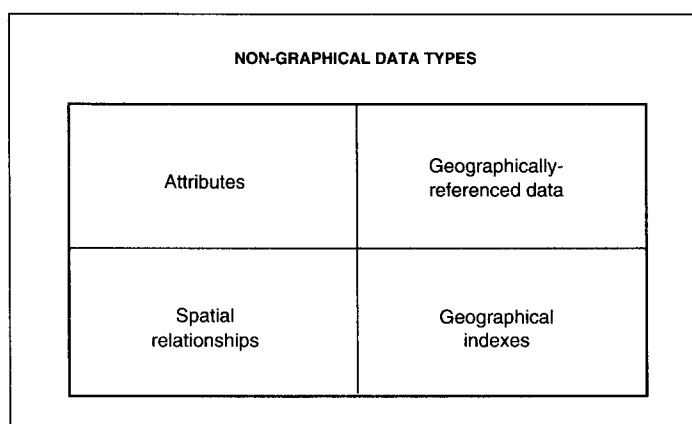 NON-GRAPHICAL DATA TYPES
Attributes
Geographically-
referenced data
Spatial
relationships
Geographical
indexes